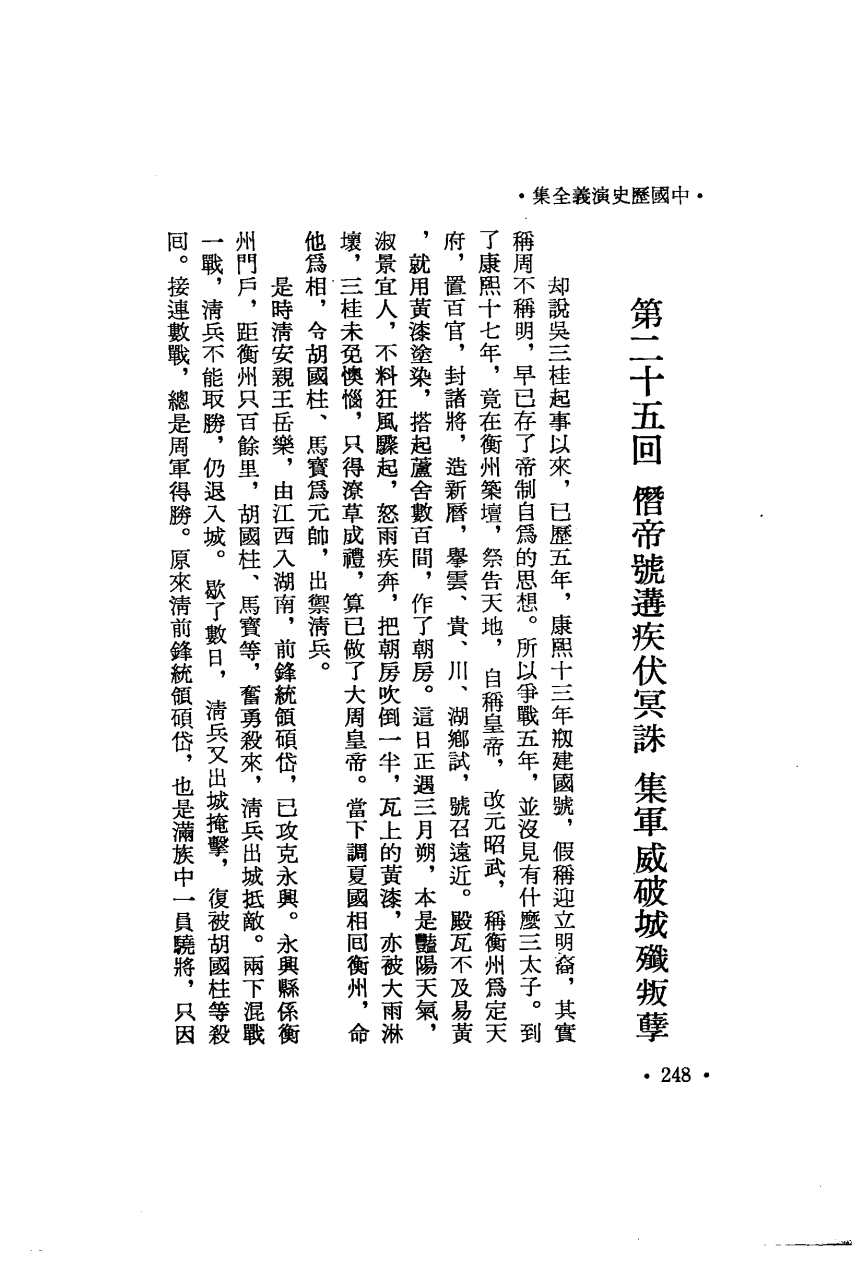 •中國歷史演義全集•
第二十五回　僭帝號遘疾伏冥誅　集軍威破城殲叛孽
却說吳三桂起事以來，已歷五年，康熙十三年剏建國號，假稱迎立明裔，其實
稱周不稱明，早已存了帝制自爲的思想。所以爭戰五年，並沒見有什麼三太子。到
了康熙十七年，竟在衡州築壇，祭告天地，自稱皇帝，改元昭武，稱衡州爲定天
府，置百官，封諸將，造新曆，舉雲、貴、川、湖鄉試，號召遠近。殿瓦不及易黃
，就用黃漆塗染，搭起蘆舍數百間，作了朝房。這日正遇三月朔，本是豔陽天氣，
淑景宜人，不料狂風驟起，怒雨疾奔，把朝房吹倒一半，瓦上的黃漆，亦被大雨淋
壞，三桂未免懊惱，只得潦草成禮，算已做了大周皇帝。當下調夏國相囘衡州，命
他爲相，令胡國柱、馬寶爲元帥，出禦清兵。
是時清安親王岳樂，由江西入湖南，前鋒統領碩岱，已攻克永興。永興縣係衡
州門戶，距衡州只百餘里，胡國柱、馬寶等，奮勇殺來，清兵出城抵敵。兩下混戰
一戰，清兵不能取勝，仍退入城。歇了數日，清兵又出城掩擊，復被胡國柱等殺
囘。接連數戰，總是周軍得勝。原來清前鋒統領碩岱，也是滿族中一員驍將，只因
•248•